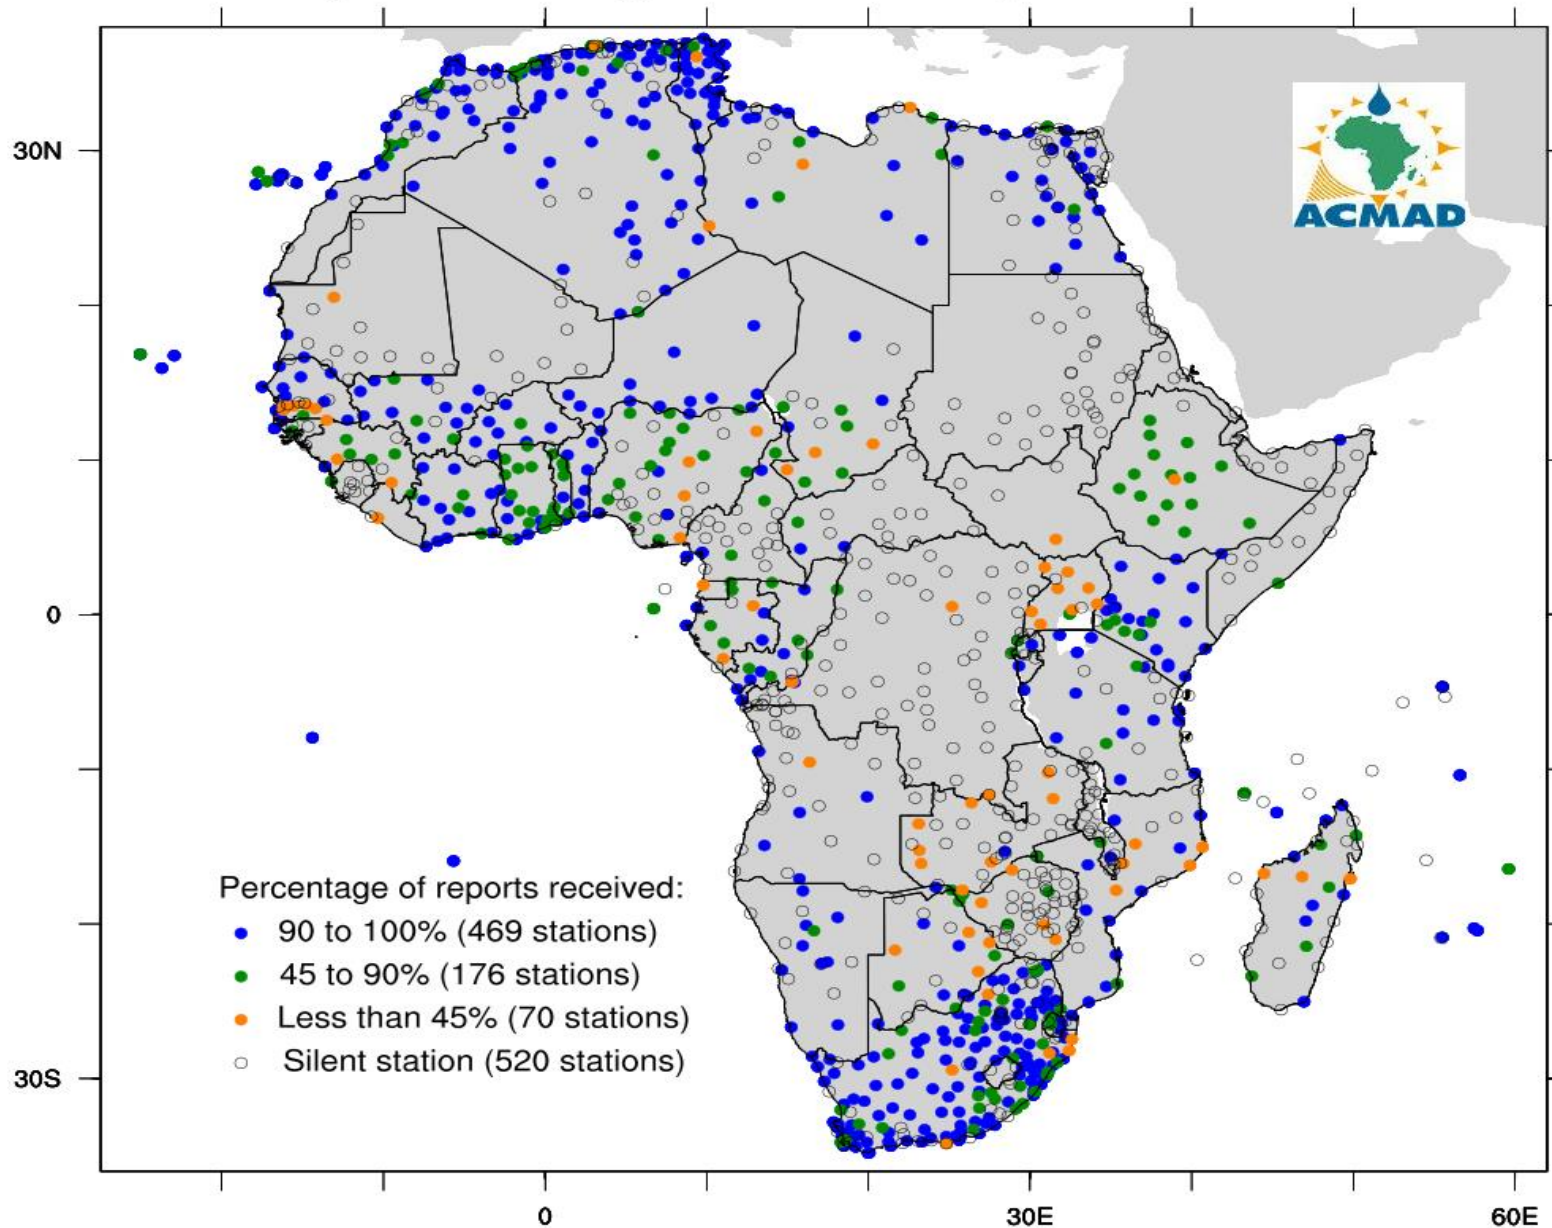 30N
ACMAD
0
Percentage of reports received:
90 to 100% (469 stations)
45 to 90% (176 stations)
Less than 45% (70 stations)
Silent station (520 stations)
30S
0
30E
60E